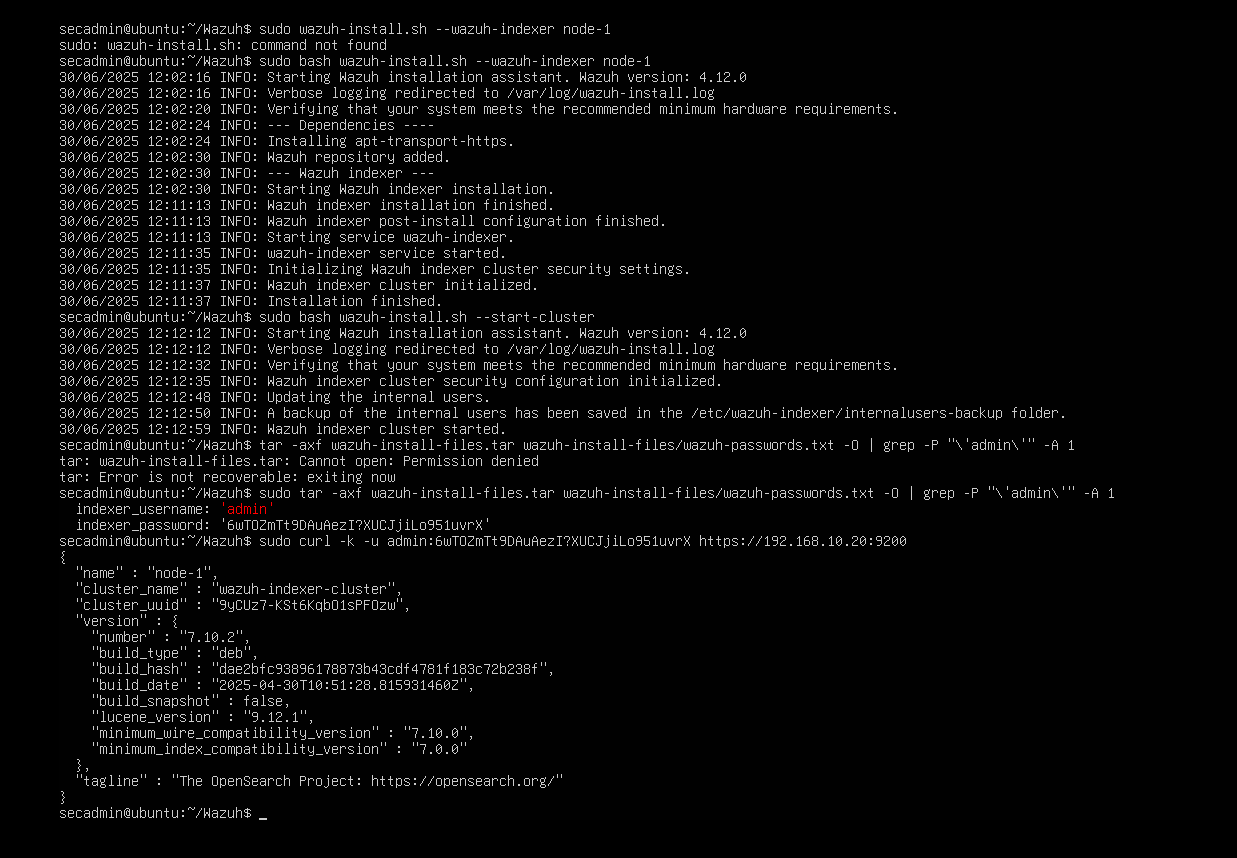 secadmin@ubuntu:~/Wazuh$ sudo wazuh-install.sh --wazuh-indexer node-1
sudo: wazuh-install.sh: command not found
secadmin@ubuntu:~/Wazuh$ sudo bash wazuh-install.sh --wazuh-indexer node-1
30/06/2025 12:02:16 INFO: Starting Wazuh installation assistant. Wazuh version: 4.12.0
30/06/2025 12:02:16 INFO: Verbose logging redirected to /var/log/wazuh-install.log
30/06/2025 12:02:20 INFO: Verifying that your system meets the recommended minimum hardware requirements.
30/06/2025 12:02:24 INFO: --- Dependencies ----
30/06/2025 12:02:24 INFO: Installing apt-transport-https.
30/06/2025 12:02:30 INFO: Wazuh repository added.
30/06/2025 12:02:30 INFO: --- Wazuh indexer ---
30/06/2025 12:02:30 INFO: Starting Wazuh indexer installation.
30/06/2025 12:11:13 INFO: Wazuh indexer installation finished.
30/06/2025 12:11:13 INFO: Wazuh indexer post-install configuration finished.
30/06/2025 12:11:13 INFO: Starting service wazuh-indexer.
30/06/2025 12:11:35 INFO: wazuh-indexer service started.
30/06/2025 12:11:35 INFO: Initializing Wazuh indexer cluster security settings.
30/06/2025 12:11:37 INFO: Wazuh indexer cluster initialized.
30/06/2025 12:11:37 INFO: Installation finished.
secadmin@ubuntu:~/Wazuh$ sudo bash wazuh-install.sh --start-cluster
30/06/2025 12:12:12 INFO: Starting Wazuh installation assistant. Wazuh version: 4.12.0
30/06/2025 12:12:12 INFO: Verbose logging redirected to /var/log/wazuh-install.log
30/06/2025 12:12:32 INFO: Verifying that your system meets the recommended minimum hardware requirements.
30/06/2025 12:12:35 INFO: Wazuh indexer cluster security configuration initialized.
30/06/2025 12:12:48 INFO: Updating the internal users.
30/06/2025 12:12:50 INFO: A backup of the internal users has been saved in the /etc/wazuh-indexer/internalusers-backup folder.
30/06/2025 12:12:59 INFO: Wazuh indexer cluster started.
secadmin@ubuntu:~/Wazuh$ tar -axf wazuh-install-files.tar wazuh-install-files/wazuh-passwords.txt -O | grep -P "\'admin\'" -A 1
tar: wazuh-install-files.tar: Cannot open: Permission denied
tar: Error is not recoverable: exiting now
secadmin@ubuntu:~/Wazuh$ sudo tar -axf wazuh-install-files.tar wazuh-install-files/wazuh-passwords.txt -O | grep -P "\'admin\'" -A 1
  indexer_username: 'admin'
  indexer_password: '6wTOZmTt9DAuAezI?XUCJjiLo951uvrX'
secadmin@ubuntu:~/Wazuh$ sudo curl -k -u admin:6wTOZmTt9DAuAezI?XUCJjiLo951uvrX https://192.168.10.20:9200
{
  "name" : "node-1",
  "cluster_name" : "wazuh-indexer-cluster",
  "cluster_uuid" : "9yCUz7-KSt6KqbO1sPFOzw",
  "version" : {
    "number" : "7.10.2",
    "build_type" : "deb",
    "build_hash" : "dae2bfc93896178873b43cdf4781f183c72b238f",
    "build_date" : "2025-04-30T10:51:28.815931460Z",
    "build_snapshot" : false,
    "lucene_version" : "9.12.1",
    "minimum_wire_compatibility_version" : "7.10.0",
    "minimum_index_compatibility_version" : "7.0.0"
  },
  "tagline" : "The OpenSearch Project: https://opensearch.org/"
}
secadmin@ubuntu:~/Wazuh$ _